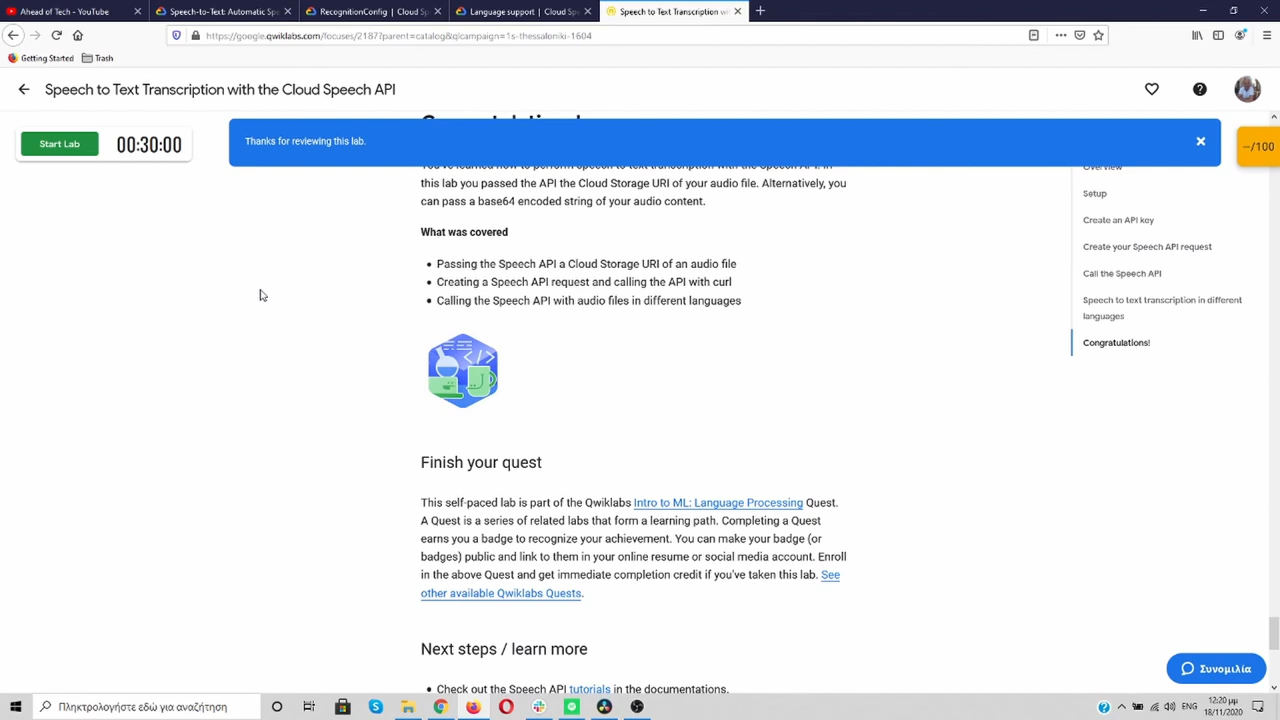 Ahead of Tech - YouTube
Speech-to-Text: Automatic Sp
RecognitionConfig | Cloud Sp
Language support | Cloud Sp
Speech to Text Transcription wi
https://google.qwiklabs.com/focuses/2187?parent=catalog&qlcampaign=1s-thessaloniki-1604
Getting Started
Trash
Speech to Text Transcription with the Cloud Speech API
Start Lab
00:30:00
Thanks for reviewing this lab.
--/100
this lab you passed the API the Cloud Storage URI of your audio file. Alternatively, you
can pass a base64 encoded string of your audio content.
What was covered
Passing the Speech API a Cloud Storage URI of an audio file
Creating a Speech API request and calling the API with curl
Calling the Speech API with audio files in different languages
Overview
Setup
Create an API key
Create your Speech API request
Call the Speech API
Speech to text transcription in different
languages
Congratulations!
Finish your quest
This self-paced lab is part of the Qwiklabs Intro to ML: Language Processing Quest.
A Quest is a series of related labs that form a learning path. Completing a Quest
earns you a badge to recognize your achievement. You can make your badge (or
badges) public and link to them in your online resume or social media account. Enroll
in the above Quest and get immediate completion credit if you've taken this lab. See
other available Qwiklabs Quests.
Next steps / learn more
Check out the Speech API tutorials in the documentations.
Συνομιλία
Πληκτρολογήστε εδώ για αναζήτηση
ENG
12:20 μμ
18/11/2020